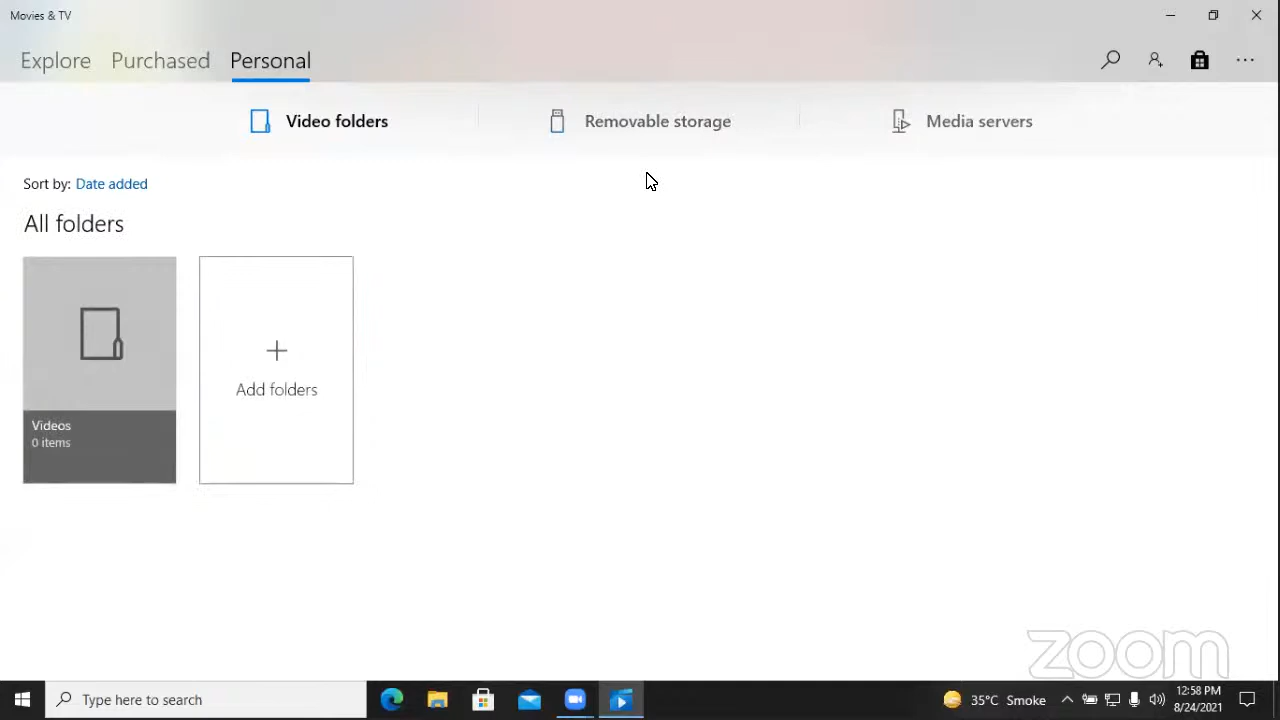 Movies & TV
Explore Purchased Personal
Video folders Removable storage Media servers
Sort by: Date added
All folders
Add folders
Videos
0 items
zoom
Type here to search
35°C Smoke
12:58 PM
8/24/2021